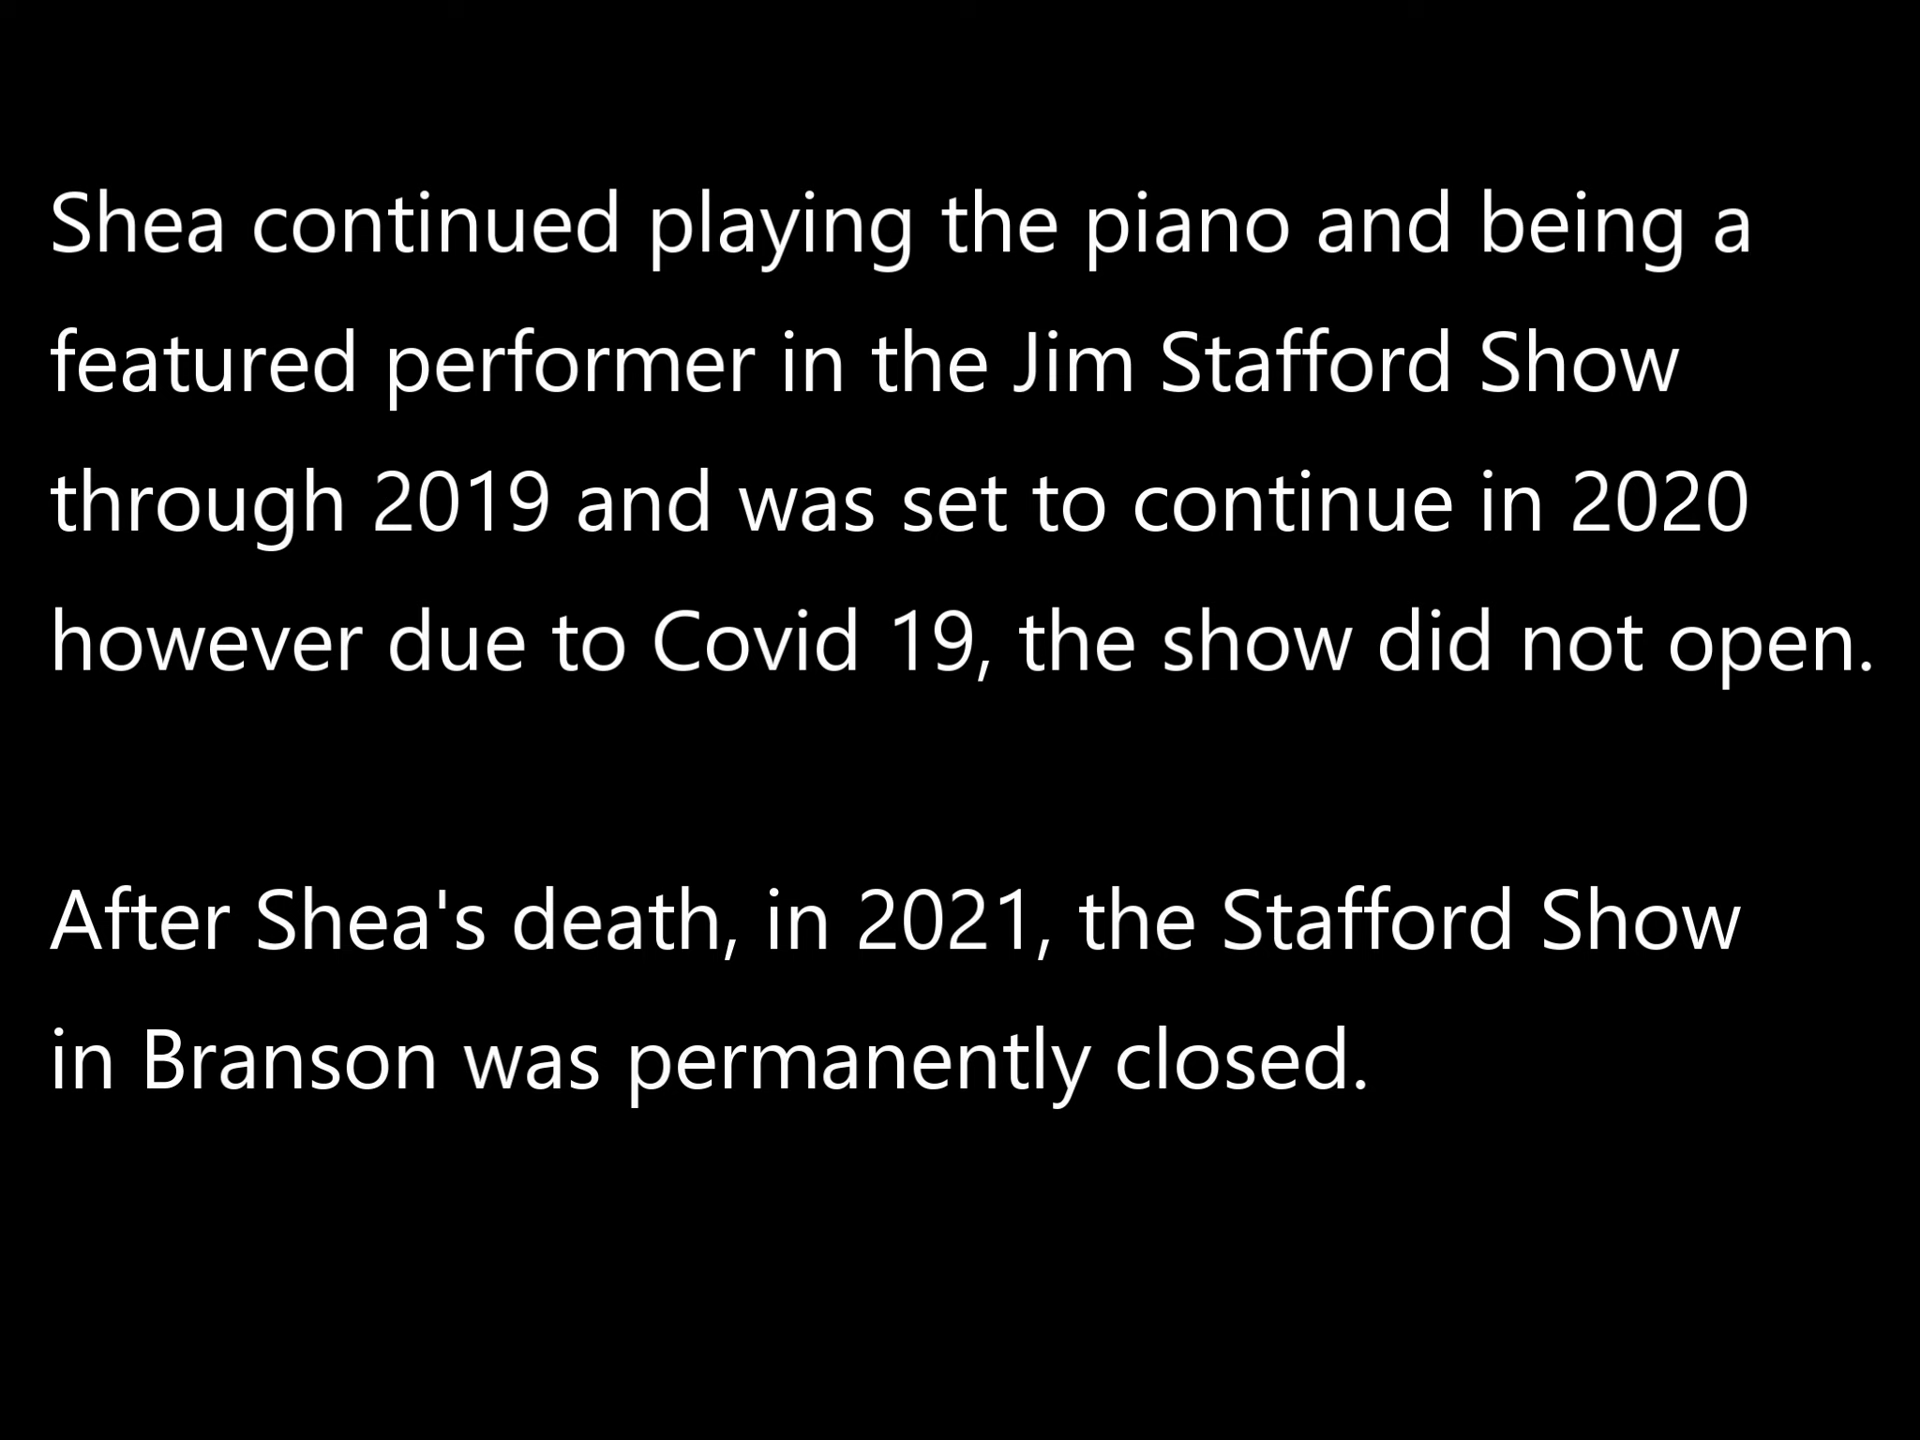 Shea continued playing the piano and being a
featured performer in the Jim Stafford Show
through 2019 and was set to continue in 2020
however due to Covid 19, the show did not open.
After Shea's death, in 2021, the Stafford Show
in Branson was permanently closed.